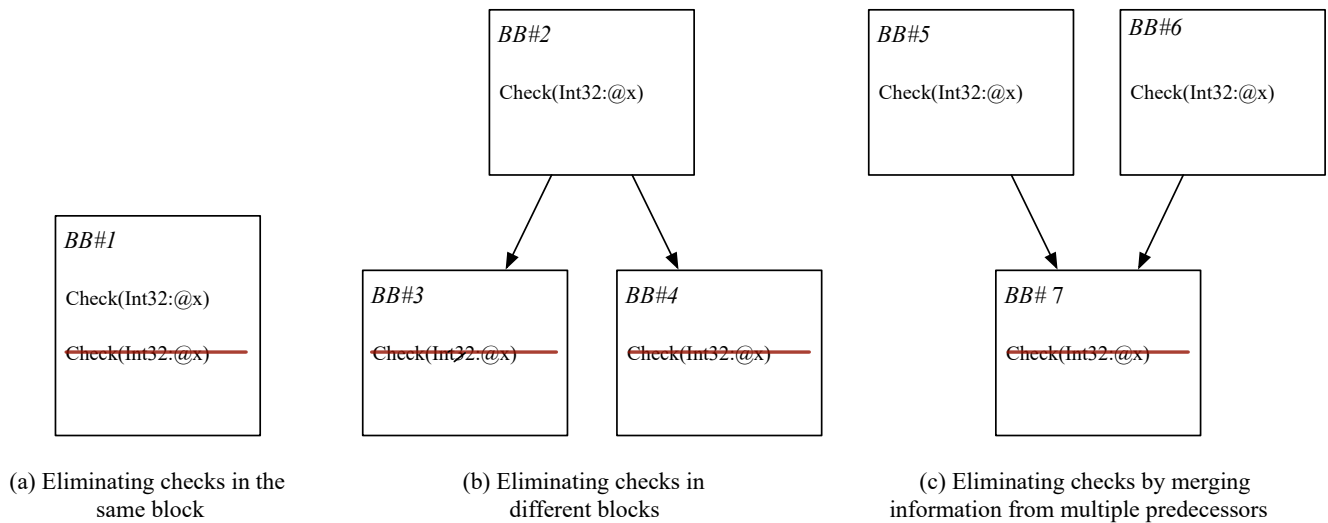 BB#1
Check(Int32:@x)
Check(Int32:@x)
(a) Eliminating checks in the
same block
BB#2
Check(Int32:@x)
BB#3
Check(Int32:@x)
BB#4
Check(Int32:@x)
(b) Eliminating checks in
different blocks
BB#5
Check(Int32:@x)
BB#6
Check(Int32:@x)
BB# 7
Check(Int32:@x)
(c) Eliminating checks by merging
information from multiple predecessors